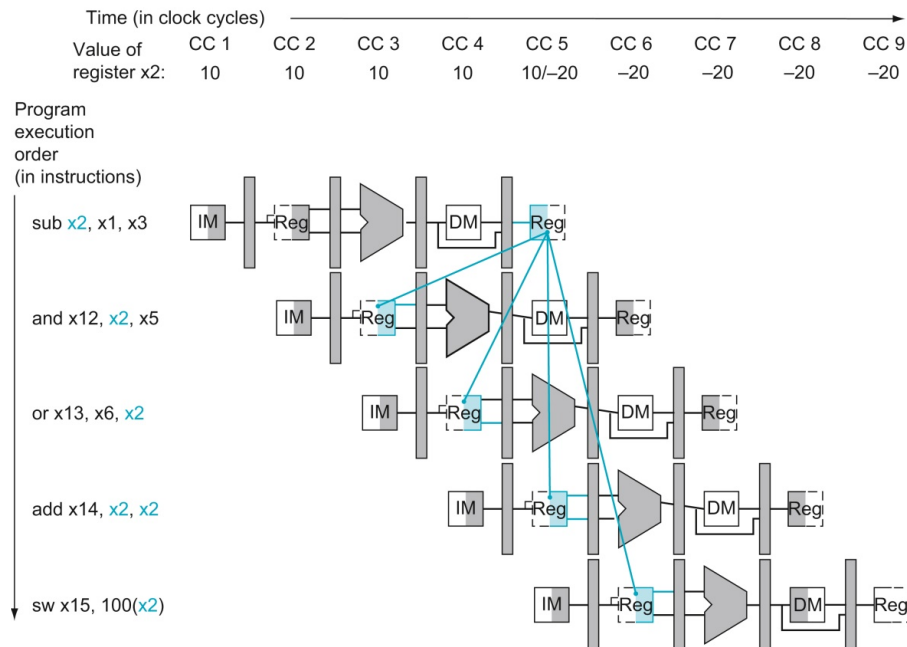 Time (in clock cycles)
Value of register x2:
CC 1 CC 2 CC 3 CC 4 CC 5 CC 6 CC 7 CC 8 CC 9
10 10 10 10 10/–20 –20 –20 –20 –20
Program
execution
order
(in instructions)
sub x2, x1, x3
IM Reg DM Reg
and x12, x2, x5
IM Reg DM Reg
or x13, x6, x2
IM Reg DM Reg
add x14, x2, x2
IM Reg DM Reg
sw x15, 100(x2)
IM Reg DM Reg